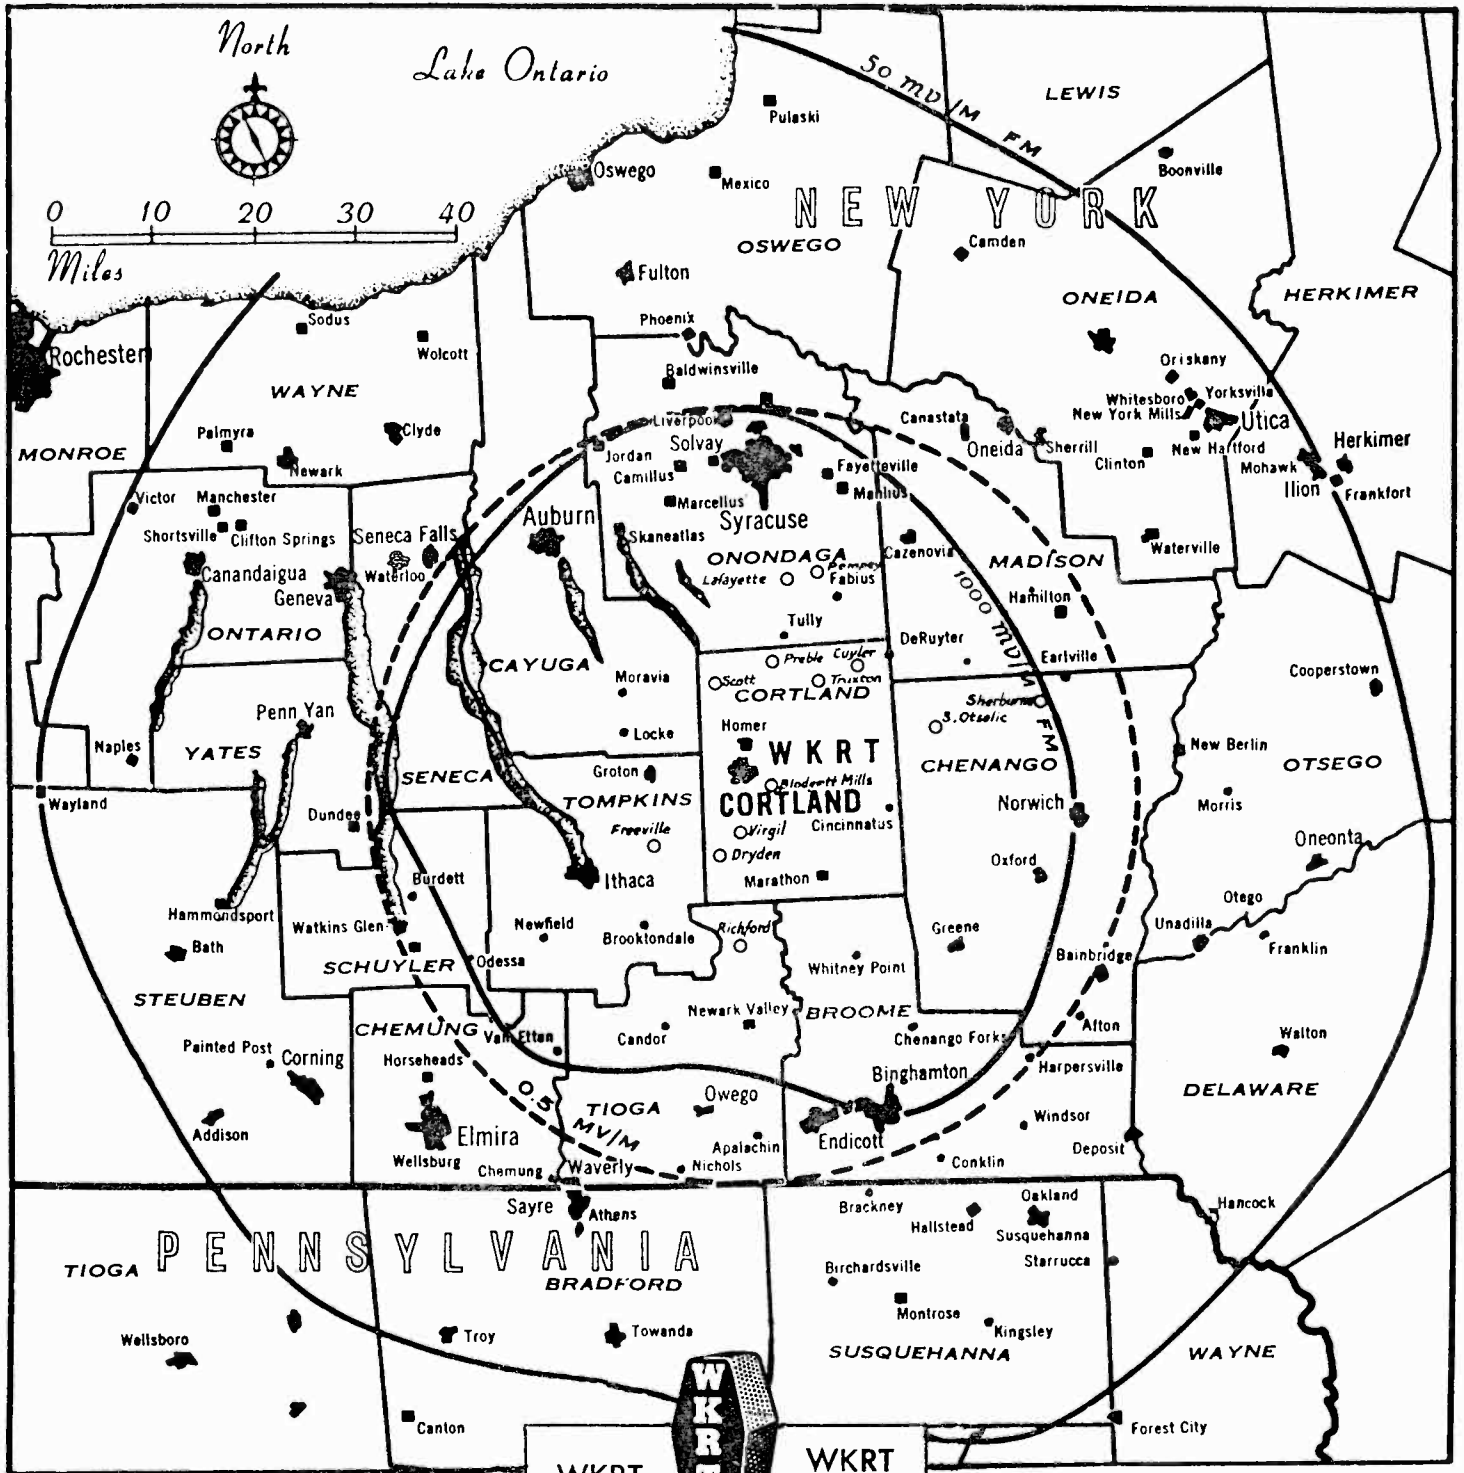 North
Lake Ontario
50 MV/M FM
LEWIS
Pulaski
Boonville
Oswego
Mexico
NEW YORK
0 10 20 30 40
Miles
OSWEGO
Camden
Fulton
ONEIDA
HERKIMER
Sodus
Phoenix
Wolcott
Rochester
Oriskany
Baldwinsville
WAYNE
Whitesboro
Yorksville
New York Mills
Liverpool
Canastata
Utica
Palmyra
Clyde
Solvay
Oneida
Sherrill
New Hartford
Herkimer
MONROE
Jordan
Camillus
Fayetteville
Clinton
Mohawk
Newark
Ilion
Frankfort
Victor
Manchester
Marcellus
Manlius
Shortsville
Clifton Springs
Seneca Falls
Auburn
Syracuse
Skaneatlas
Waterville
ONONDAGA
Cazenovia
MADISON
Canandaigua
Waterloo
Lafayette
Pompey
Fabius
Geneva
1000 MV/M FM
Hamilton
ONTARIO
Tully
DeRuyter
Earlville
CAYUGA
Preble
Cuyler
Cooperstown
Moravia
Scott
Truxton
CORTLAND
Sherburne
S. Otselic
Penn Yan
Locke
Homer
Naples
YATES
WKRT
New Berlin
SENECA
Groton
Blodgett Mills
CHENANGO
OTSEGO
Wayland
TOMPKINS
CORTLAND
Norwich
Morris
Dundee
Freeville
Virgil
Cincinnatus
Oneonta
Dryden
Oxford
Burdett
Ithaca
Marathon
Otego
Hammondsport
Watkins Glen
Newfield
Brooktondale
Richford
Greene
Unadilla
Franklin
Bath
Odessa
Whitney Point
Bainbridge
SCHUYLER
STEUBEN
CHEMUNG
Van Etten
Newark Valley
BROOME
Candor
Chenango Forks
Afton
Walton
Painted Post
Corning
Horseheads
Harpersville
Binghamton
0.5 MV/M
TIOGA
Owego
DELAWARE
Addison
Elmira
Endicott
Windsor
Wellsburg
Apalachin
Deposit
Chemung
Waverly
Nichols
Conklin
Sayre
Athens
Brackney
Oakland
Hallstead
Susquehanna
Hancock
PENNSYLVANIA
TIOGA
BRADFORD
Birchardsville
Starrucca
Montrose
Wellsboro
Troy
Towanda
Kingsley
SUSQUEHANNA
WAYNE
Canton
Forest City
WKR
WKRT
WKRT